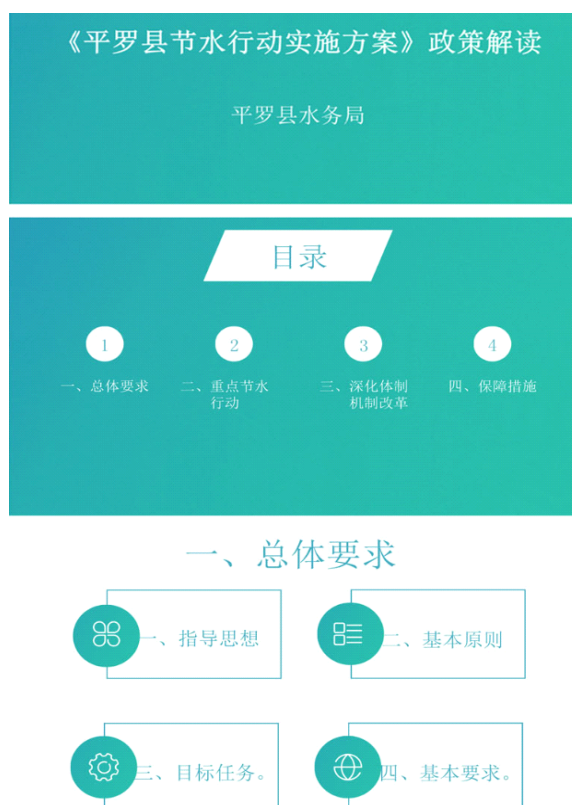 《平罗县节水行动实施方案》政策解读
平罗县水务局
目录
1
2
3
4
一、总体要求
二、重点节水
行动
三、深化体制
机制改革
四、保障措施
一、总体要求
一、指导思想
二、基本原则
三、目标任务。
四、基本要求。